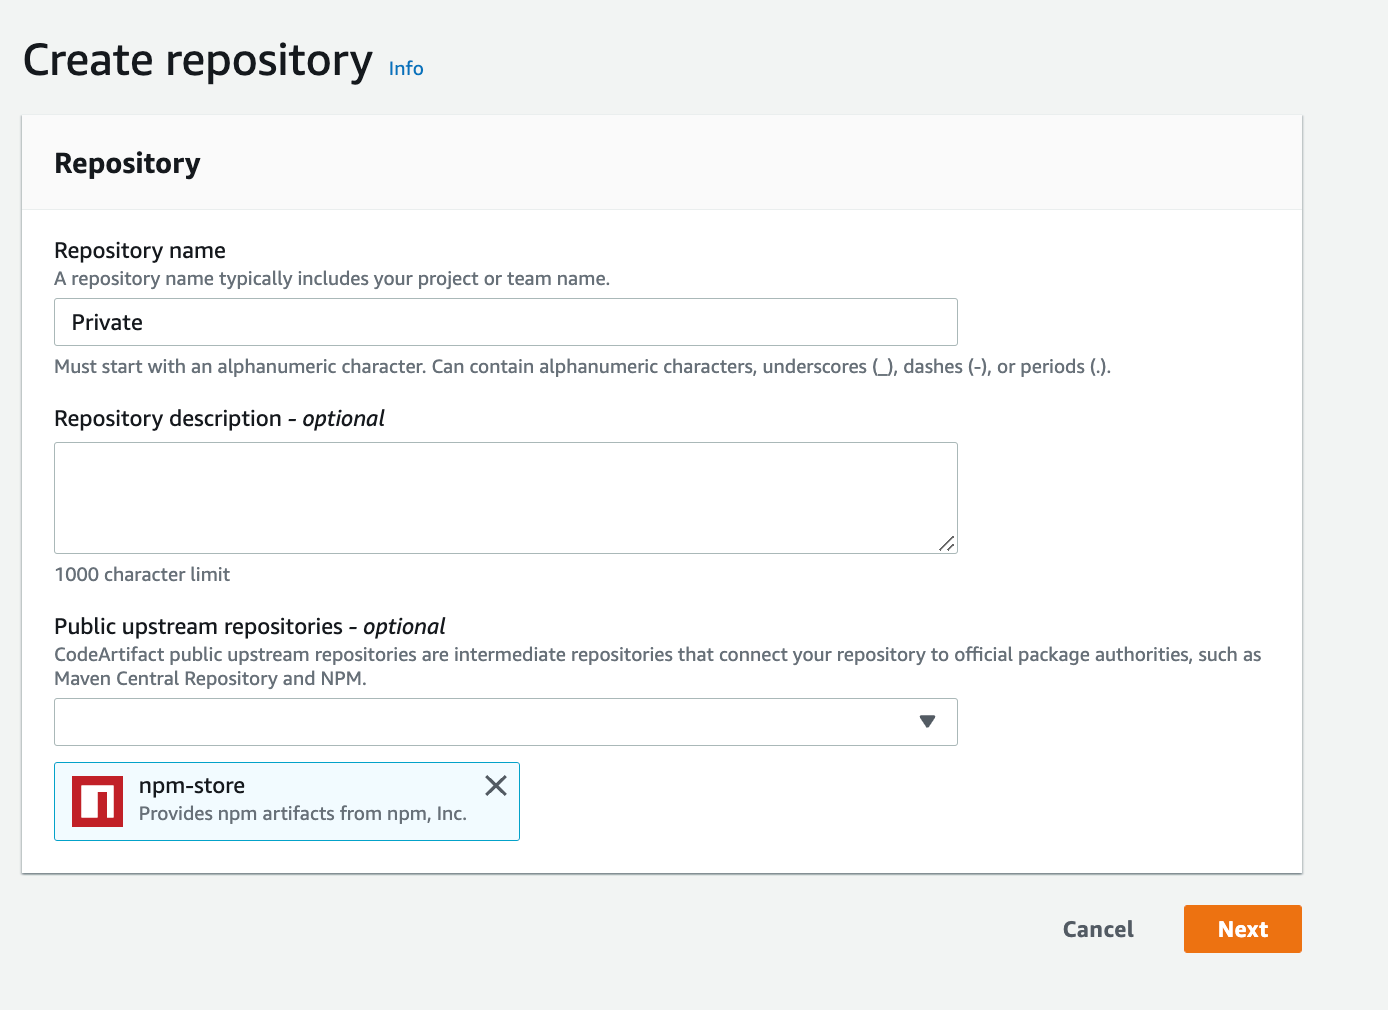 Create repository Info
Repository
Repository name
A repository name typically includes your project or team name.
Private
Must start with an alphanumeric character. Can contain alphanumeric characters, underscores (_), dashes (-), or periods (.).
Repository description - optional
1000 character limit
Public upstream repositories - optional
CodeArtifact public upstream repositories are intermediate repositories that connect your repository to official package authorities, such as
Maven Central Repository and NPM.
npm-store
Provides npm artifacts from npm, Inc.
Cancel Next